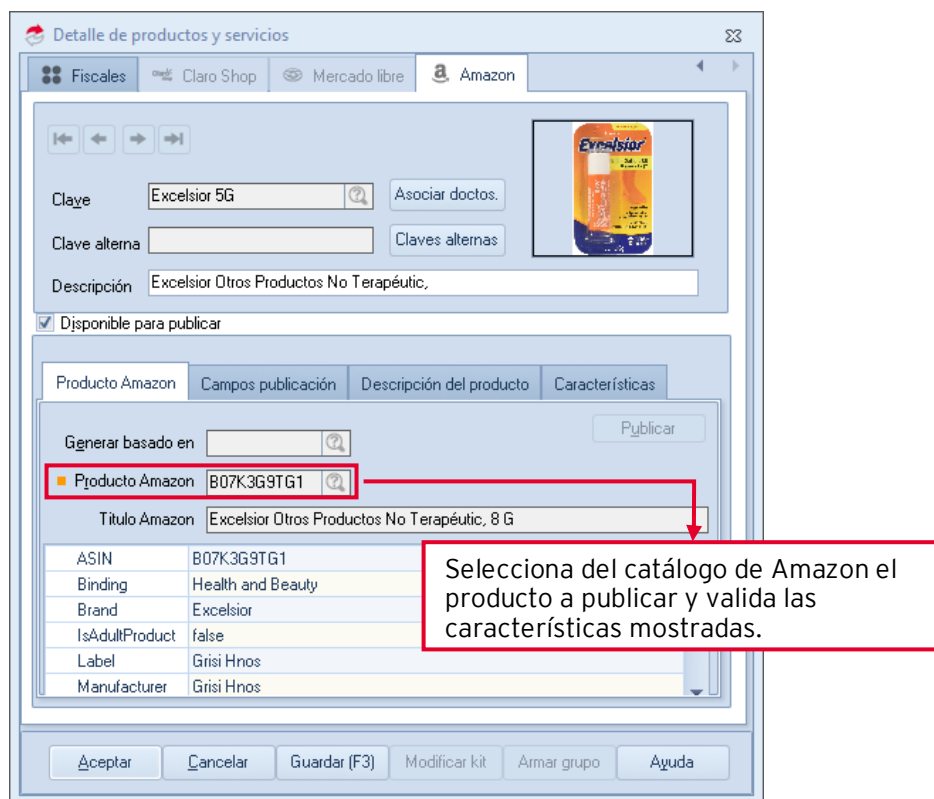 Detalle de productos y servicios
Fiscales
Claro Shop
Mercado libre
a Amazon
Clave
Excelsior 5G
Asociar doctos.
Clave alterna
Claves alternas
Descripción
Excelsior Otros Productos No Terapéutic,
Excelsior
Disponible para publicar
Producto Amazon
Campos publicación
Descripción del producto
Características
Publicar
Generar basado en
Producto Amazon
B07K3G9TG1
Titulo Amazon
Excelsior Otros Productos No Terapéutic, 8 G
ASIN B07K3G9TG1
Binding Health and Beauty
Brand Excelsior
IsAdultProduct false
Label Grisi Hnos
Manufacturer Grisi Hnos
Selecciona del catálogo de Amazon el
producto a publicar y valida las
características mostradas.
Aceptar
Cancelar
Guardar (F3)
Modificar kit
Armar grupo
Ayuda